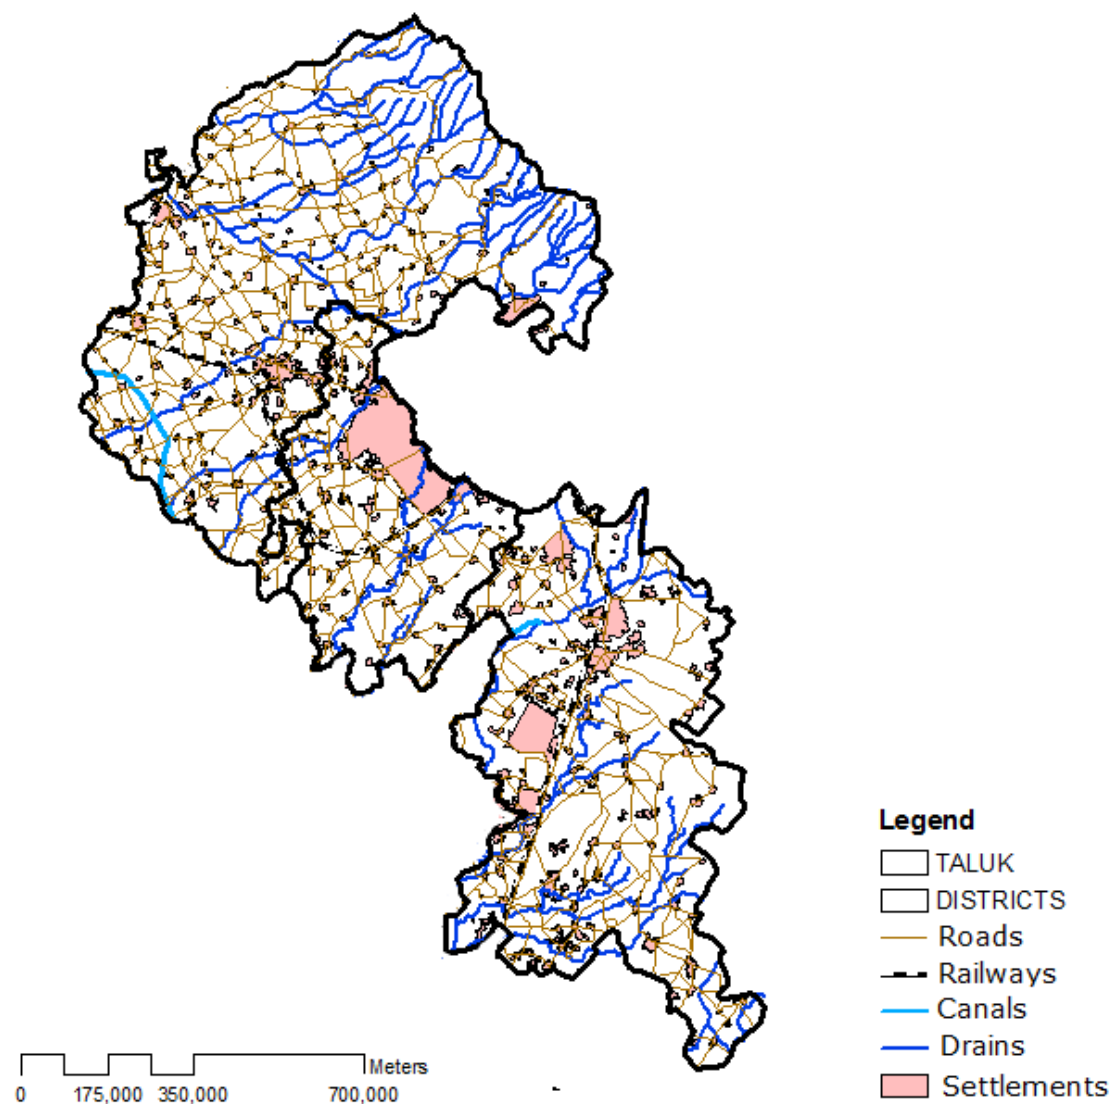 Legend
TALUK
DISTRICTS
Roads
Railways
Canals
Drains
Settlements
Meters
0 175,000 350,000 700,000